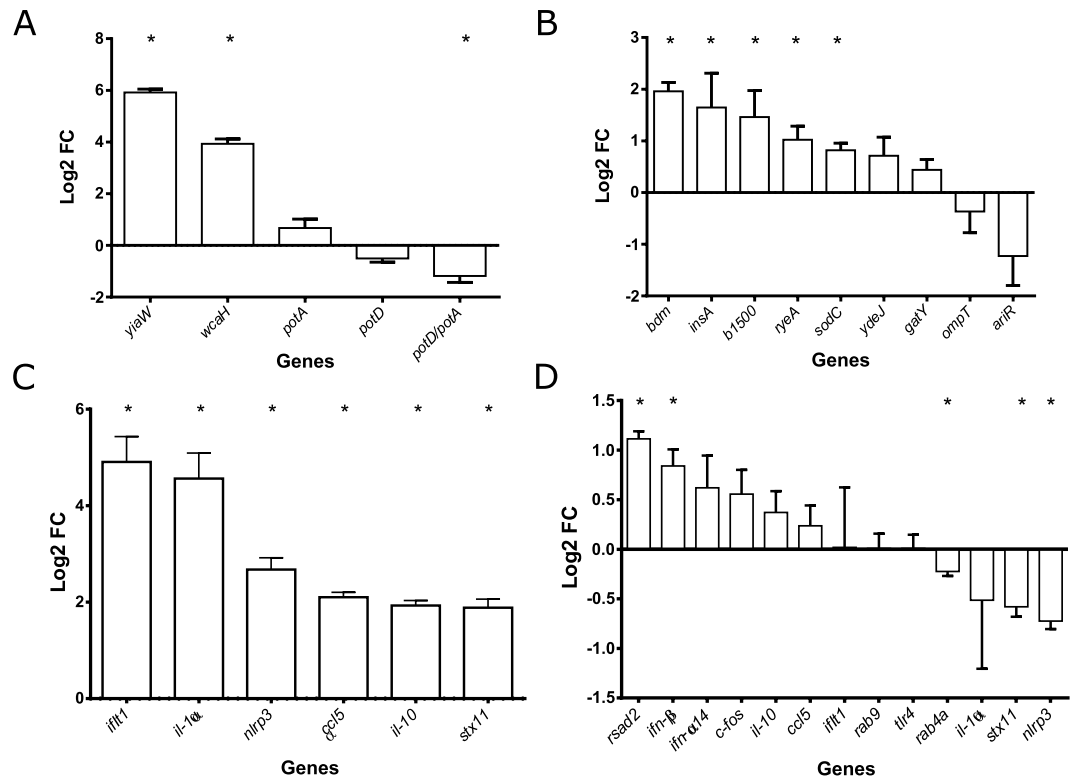 A
8
6
4
2
0
-2
Log2 FC
* * *
yiaW wcaH potA potD potD/potA
Genes
B
3
2
1
0
-1
-2
Log2 FC
* * * * *
bdm insA b1500 ryeA sodC ydeJ gatY ompT ariR
Genes
C
6
4
2
0
Log2 FC
* * * * * *
ifit1 il-1α nlrp3 αccl5 il-10 stx11
Genes
D
1.5
1.0
0.5
0.0
-0.5
-1.0
-1.5
Log2 FC
* * * * *
rsad2 ifn-β ifn-α14 c-fos il-10 ccl5 ifit1 rab9 tlr4 rab4a il-1α stx11 nlrp3
Genes